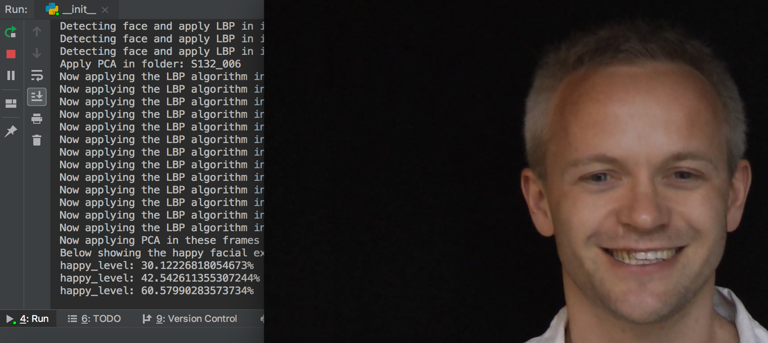 Run: __init__ ×
Detecting face and apply LBP in i
Detecting face and apply LBP in i
Detecting face and apply LBP in i
Apply PCA in folder: S132_006
Now applying the LBP algorithm in
Now applying the LBP algorithm in
Now applying the LBP algorithm in
Now applying the LBP algorithm in
Now applying the LBP algorithm in
Now applying the LBP algorithm in
Now applying the LBP algorithm in
Now applying the LBP algorithm in
Now applying the LBP algorithm in
Now applying the LBP algorithm in
Now applying the LBP algorithm in
Now applying the LBP algorithm in
Now applying the LBP algorithm in
Now applying PCA in these frames
Below showing the happy facial ex
happy_level: 30.12226818054673%
happy_level: 42.542611355307244%
happy_level: 60.57990283573734%
4: Run 6: TODO 9: Version Control